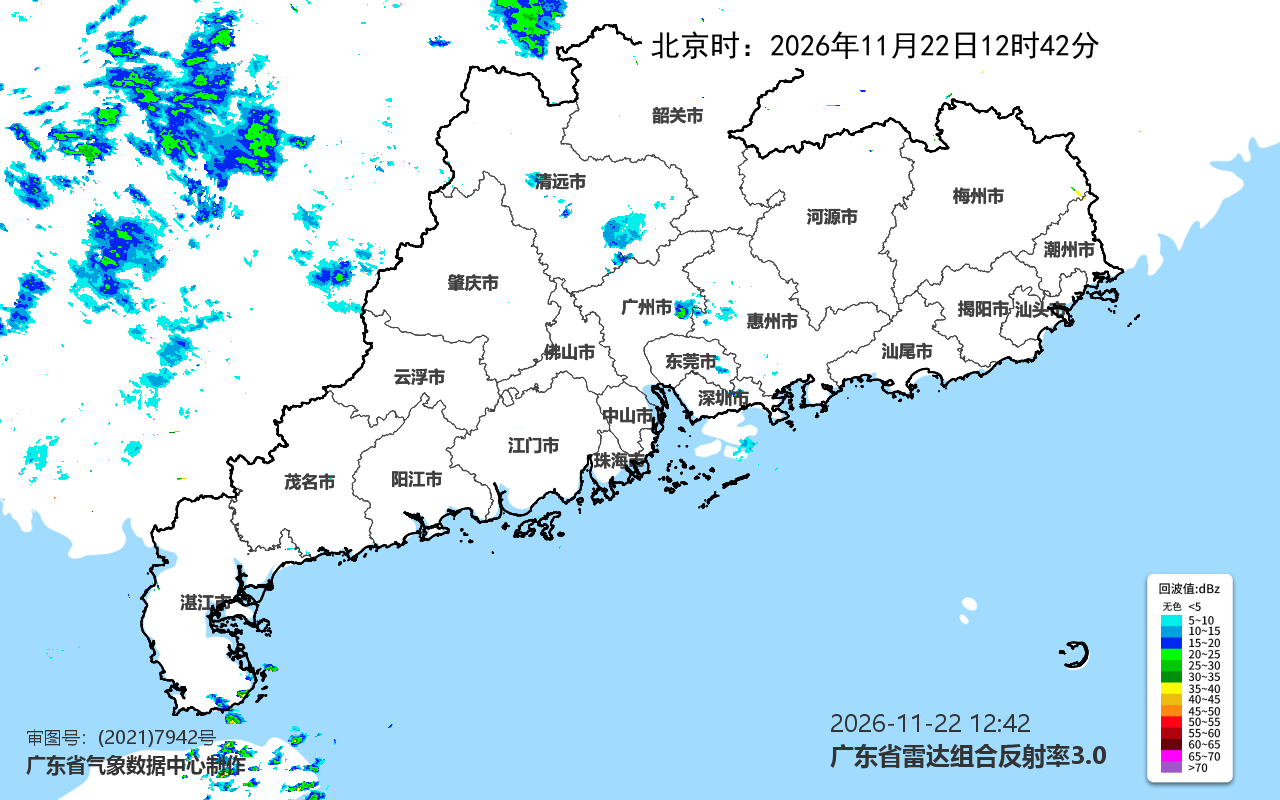 北京时：2026年11月22日12时42分
韶关市
清远市
梅州市
河源市
潮州市
肇庆市
广州市
惠州市
揭阳市
汕头市
佛山市
东莞市
汕尾市
云浮市
深圳市
中山市
江门市
珠海市
茂名市
阳江市
湛江市
回波值:dBz
无色 <5
5~10
10~15
15~20
20~25
25~30
30~35
35~40
40~45
45~50
50~55
55~60
60~65
65~70
>70
2026-11-22 12:42
广东省雷达组合反射率3.0
审图号：(2021)7942号
广东省气象数据中心制作